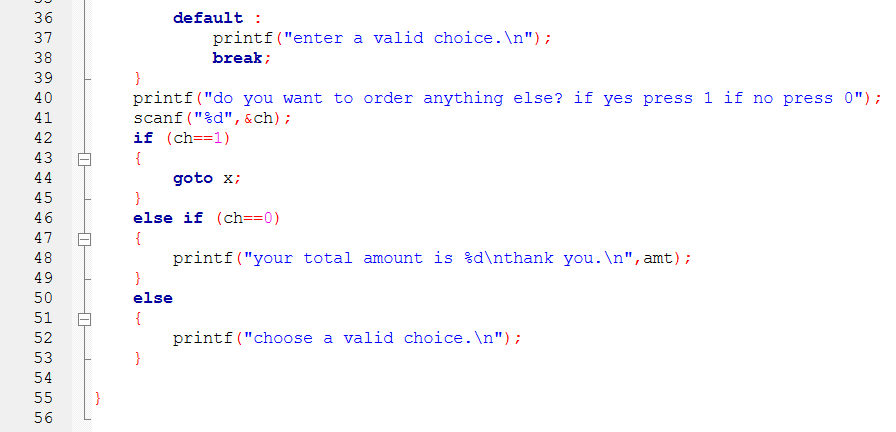 36 default :
37 printf("enter a valid choice.\n");
38 break;
39 }
40 printf("do you want to order anything else? if yes press 1 if no press 0");
41 scanf("%d",&ch);
42 if (ch==1)
43 {
44 goto x;
45 }
46 else if (ch==0)
47 {
48 printf("your total amount is %d\nthank you.\n",amt);
49 }
50 else
51 {
52 printf("choose a valid choice.\n");
53 }
54
55 }
56